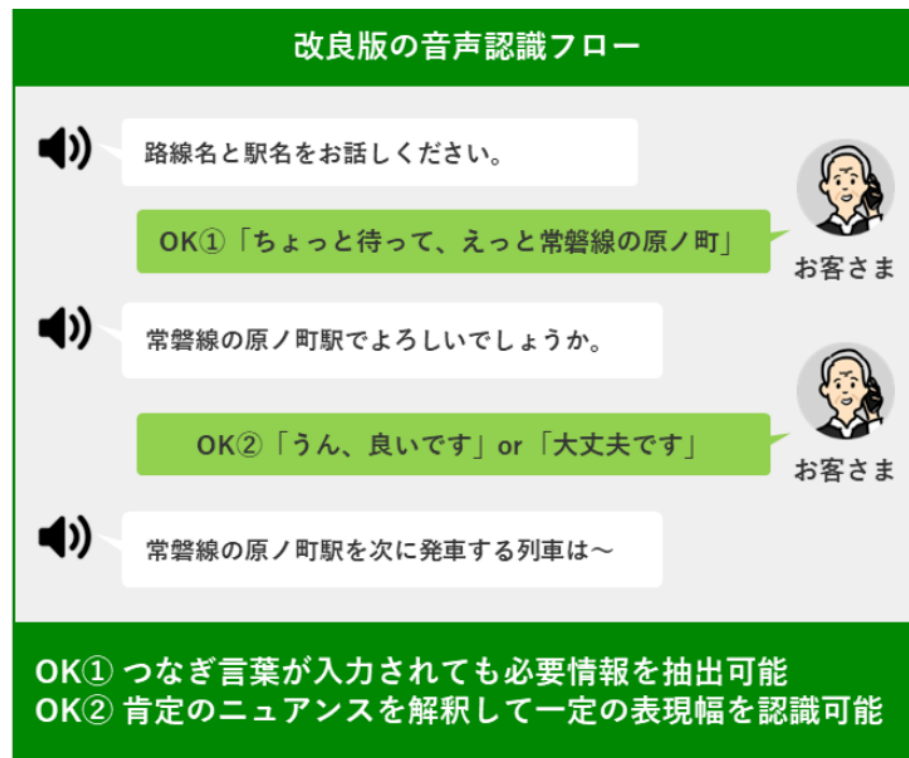 改良版の音声認識フロー
路線名と駅名をお話しください。
OK①「ちょっと待って、えっと常磐線の原ノ町」
お客さま
常磐線の原ノ町駅でよろしいでしょうか。
OK②「うん、良いです」or「大丈夫です」
お客さま
常磐線の原ノ町駅を次に発車する列車は～
OK① つなぎ言葉が入力されても必要情報を抽出可能
OK② 肯定のニュアンスを解釈して一定の表現幅を認識可能